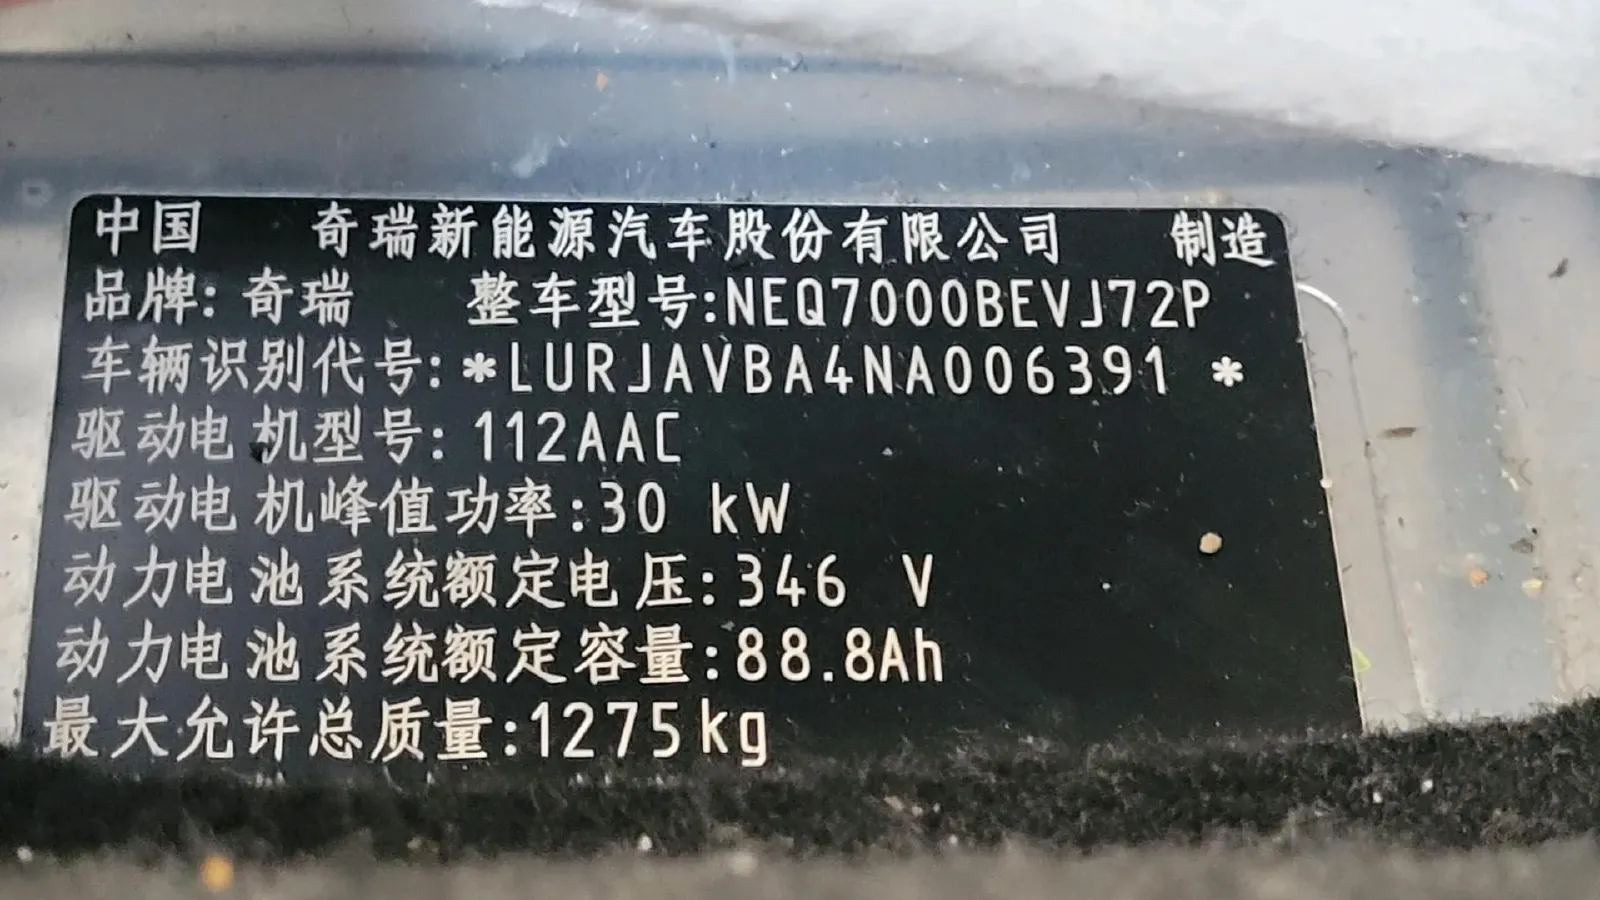 中国 奇瑞新能源汽车股份有限公司 制造
品牌: 奇瑞 整车型号:NEQ7000BEVJ72P
车辆识别代号: *LURJAVBA4NA006391 *
驱动电机型号: 112AAC
驱动电机峰值功率:30 kW
动力电池系统额定电压:346 V
动力电池系统额定容量:88.8Ah
最大允许总质量:1275kg